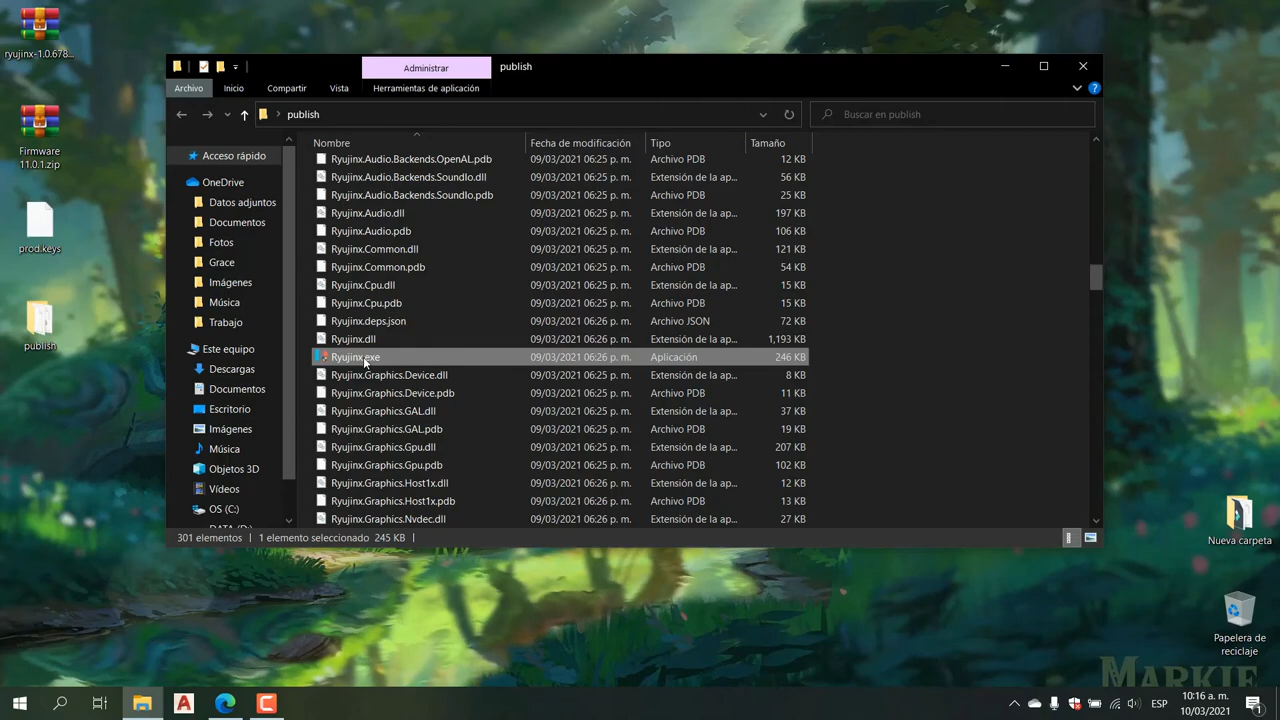 ryujinx-1.0.678...
Firmware
11.0.1.zip
prod.keys
publish
Administrar
publish
Archivo
Inicio
Compartir
Vista
Herramientas de aplicación
publish
Buscar en publish
Acceso rápido
OneDrive
Datos adjuntos
Documentos
Fotos
Grace
Imágenes
Música
Trabajo
Este equipo
Descargas
Documentos
Escritorio
Imágenes
Música
Objetos 3D
Vídeos
OS (C:)
DATA (D:)
Nombre Fecha de modificación Tipo Tamaño
Ryujinx.Audio.Backends.OpenAL.pdb 09/03/2021 06:25 p. m. Archivo PDB 12 KB
Ryujinx.Audio.Backends.SoundIo.dll 09/03/2021 06:25 p. m. Extensión de la ap... 56 KB
Ryujinx.Audio.Backends.SoundIo.pdb 09/03/2021 06:25 p. m. Archivo PDB 25 KB
Ryujinx.Audio.dll 09/03/2021 06:25 p. m. Extensión de la ap... 197 KB
Ryujinx.Audio.pdb 09/03/2021 06:25 p. m. Archivo PDB 106 KB
Ryujinx.Common.dll 09/03/2021 06:25 p. m. Extensión de la ap... 121 KB
Ryujinx.Common.pdb 09/03/2021 06:25 p. m. Archivo PDB 54 KB
Ryujinx.Cpu.dll 09/03/2021 06:25 p. m. Extensión de la ap... 15 KB
Ryujinx.Cpu.pdb 09/03/2021 06:25 p. m. Archivo PDB 15 KB
Ryujinx.deps.json 09/03/2021 06:25 p. m. Archivo JSON 72 KB
Ryujinx.dll 09/03/2021 06:26 p. m. Extensión de la ap... 1,193 KB
Ryujinx.exe 09/03/2021 06:26 p. m. Aplicación 246 KB
Ryujinx.Graphics.Device.dll 09/03/2021 06:25 p. m. Extensión de la ap... 8 KB
Ryujinx.Graphics.Device.pdb 09/03/2021 06:25 p. m. Archivo PDB 11 KB
Ryujinx.Graphics.GAL.dll 09/03/2021 06:25 p. m. Extensión de la ap... 37 KB
Ryujinx.Graphics.GAL.pdb 09/03/2021 06:25 p. m. Archivo PDB 19 KB
Ryujinx.Graphics.Gpu.dll 09/03/2021 06:25 p. m. Extensión de la ap... 207 KB
Ryujinx.Graphics.Gpu.pdb 09/03/2021 06:25 p. m. Archivo PDB 102 KB
Ryujinx.Graphics.Host1x.dll 09/03/2021 06:26 p. m. Extensión de la ap... 12 KB
Ryujinx.Graphics.Host1x.pdb 09/03/2021 06:26 p. m. Archivo PDB 13 KB
Ryujinx.Graphics.Nvdec.dll 09/03/2021 06:26 p. m. Extensión de la ap... 27 KB
301 elementos 1 elemento seleccionado 245 KB
Nueva carpeta
Papelera de
reciclaje
MARKIE
ESP
10:16 a. m.
10/03/2021